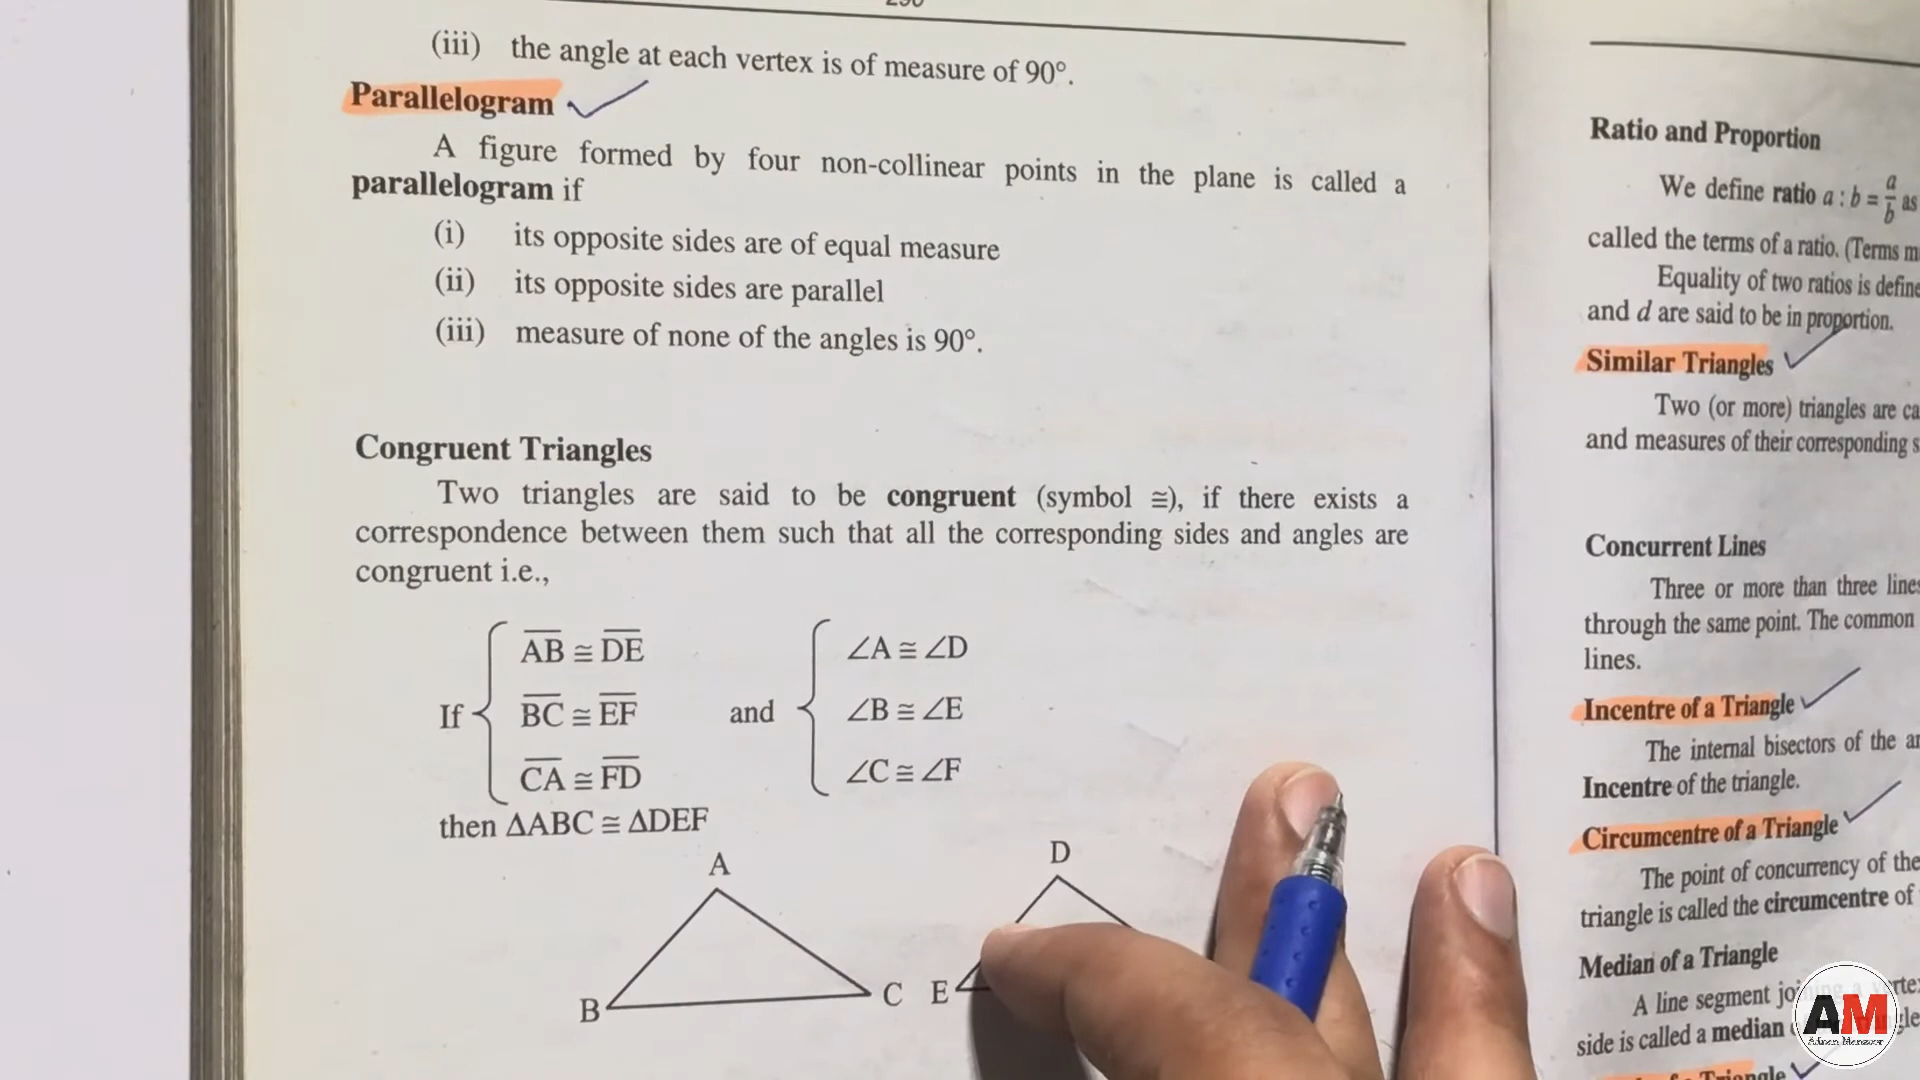 (iii) the angle at each vertex is of measure of 90°.
Parallelogram
A figure formed by four non-collinear points in the plane is called a
parallelogram if
(i) its opposite sides are of equal measure
(ii) its opposite sides are parallel
(iii) measure of none of the angles is 90°.
Congruent Triangles
Two triangles are said to be congruent (symbol ≅), if there exists a
correspondence between them such that all the corresponding sides and angles are
congruent i.e.,
If { A̅B̅ ≅ D̅E̅
B̅C̅ ≅ E̅F̅
C̅A̅ ≅ F̅D̅
and { ∠A ≅ ∠D
∠B ≅ ∠E
∠C ≅ ∠F
then ΔABC ≅ ΔDEF
A
B
C
D
E
Ratio and Proportion
We define ratio a : b = a/b as
called the terms of a ratio. (Terms
Equality of two ratios is
and d are said to be in proportion.
Similar Triangles
Two (or more) triangles are
and measures of their corresponding
Concurrent Lines
Three or more than three
through the same point. The common
lines.
Incentre of a Triangle
The internal bisectors of the
Incentre of the triangle.
Circumcentre of a Triangle
The point of concurrency of the
triangle is called the circumcentre of
Median of a Triangle
A line segment
side is called a median
AM